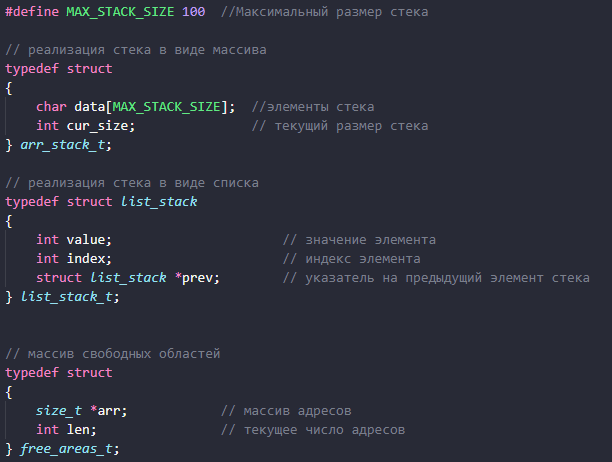 #define MAX_STACK_SIZE 100  //Максимальный размер стека
// реализация стека в виде массива
typedef struct
{
    char data[MAX_STACK_SIZE];  //элементы стека
    int cur_size;               // текущий размер стека
} arr_stack_t;
// реализация стека в виде списка
typedef struct list_stack
{
    int value;                      // значение элемента
    int index;                      // индекс элемента
    struct list_stack *prev;        // указатель на предыдущий элемент стека
} list_stack_t;
// массив свободных областей
typedef struct
{
    size_t *arr;            // массив адресов
    int len;                // текущее число адресов
} free_areas_t;